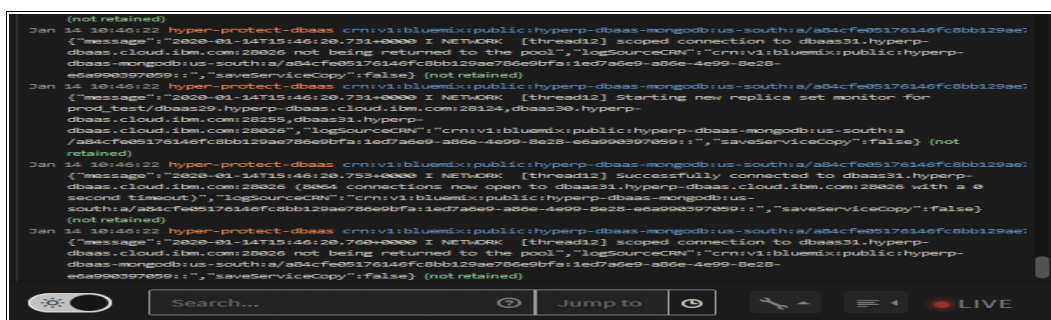 (not retained)
Jan 14 10:46:22 hyper-protect-dbaas crn:v1:bluemix:public:hyperp-dbaas-mongodb:us-south:a/a84cfe05176146fc8bb129ae7
{"message":"2020-01-14T15:46:20.731+0000 I NETWORK [thread12] scoped connection to dbaas31.hyperp-
dbaas.cloud.ibm.com:28026 not being returned to the pool","logSourceCRN":"crn:v1:bluemix:public:hyperp-
dbaas-mongodb:us-south:a/a84cfe05176146fc8bb129ae786e9bfa:1ed7a6e9-a86e-4e99-8e28-
e6a990397059::","saveServiceCopy":false} (not retained)
Jan 14 10:46:22 hyper-protect-dbaas crn:v1:bluemix:public:hyperp-dbaas-mongodb:us-south:a/a84cfe05176146fc8bb129ae7
{"message":"2020-01-14T15:46:20.731+0000 I NETWORK [thread12] Starting new replica set monitor for
prod_test/dbaas29.hyperp-dbaas.cloud.ibm.com:28124,dbaas30.hyperp-
dbaas.cloud.ibm.com:28255,dbaas31.hyperp-
dbaas.cloud.ibm.com:28026","logSourceCRN":"crn:v1:bluemix:public:hyperp-dbaas-mongodb:us-south:a
/a84cfe05176146fc8bb129ae786e9bfa:1ed7a6e9-a86e-4e99-8e28-e6a990397059::","saveServiceCopy":false} (not
retained)
Jan 14 10:46:22 hyper-protect-dbaas crn:v1:bluemix:public:hyperp-dbaas-mongodb:us-south:a/a84cfe05176146fc8bb129ae7
{"message":"2020-01-14T15:46:20.753+0000 I NETWORK [thread12] Successfully connected to dbaas31.hyperp-
dbaas.cloud.ibm.com:28026 (8064 connections now open to dbaas31.hyperp-dbaas.cloud.ibm.com:28026 with a 0
second timeout)","logSourceCRN":"crn:v1:bluemix:public:hyperp-dbaas-mongodb:us-
south:a/a84cfe05176146fc8bb129ae786e9bfa:1ed7a6e9-a86e-4e99-8e28-e6a990397059::","saveServiceCopy":false}
(not retained)
Jan 14 10:46:22 hyper-protect-dbaas crn:v1:bluemix:public:hyperp-dbaas-mongodb:us-south:a/a84cfe05176146fc8bb129ae7
{"message":"2020-01-14T15:46:20.760+0000 I NETWORK [thread12] scoped connection to dbaas31.hyperp-
dbaas.cloud.ibm.com:28026 not being returned to the pool","logSourceCRN":"crn:v1:bluemix:public:hyperp-
dbaas-mongodb:us-south:a/a84cfe05176146fc8bb129ae786e9bfa:1ed7a6e9-a86e-4e99-8e28-
e6a990397059::","saveServiceCopy":false} (not retained)
Search... Jump to LIVE